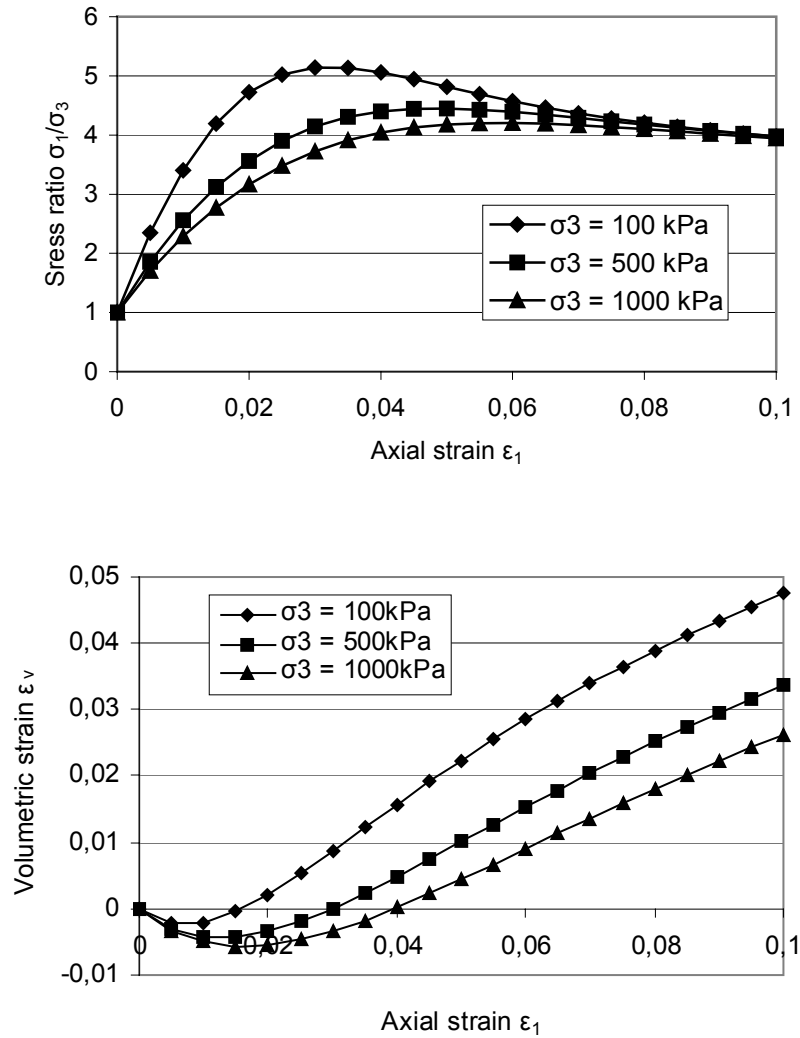 6
5
4
3
2
1
0
Sress ratio σ1/σ3
σ3 = 100 kPa
σ3 = 500 kPa
σ3 = 1000 kPa
0 0,02 0,04 0,06 0,08 0,1
Axial strain ε1
0,05
0,04
0,03
0,02
0,01
0
-0,01
Volumetric strain εv
σ3 = 100kPa
σ3 = 500kPa
σ3 = 1000kPa
0 0,02 0,04 0,06 0,08 0,1
Axial strain ε1